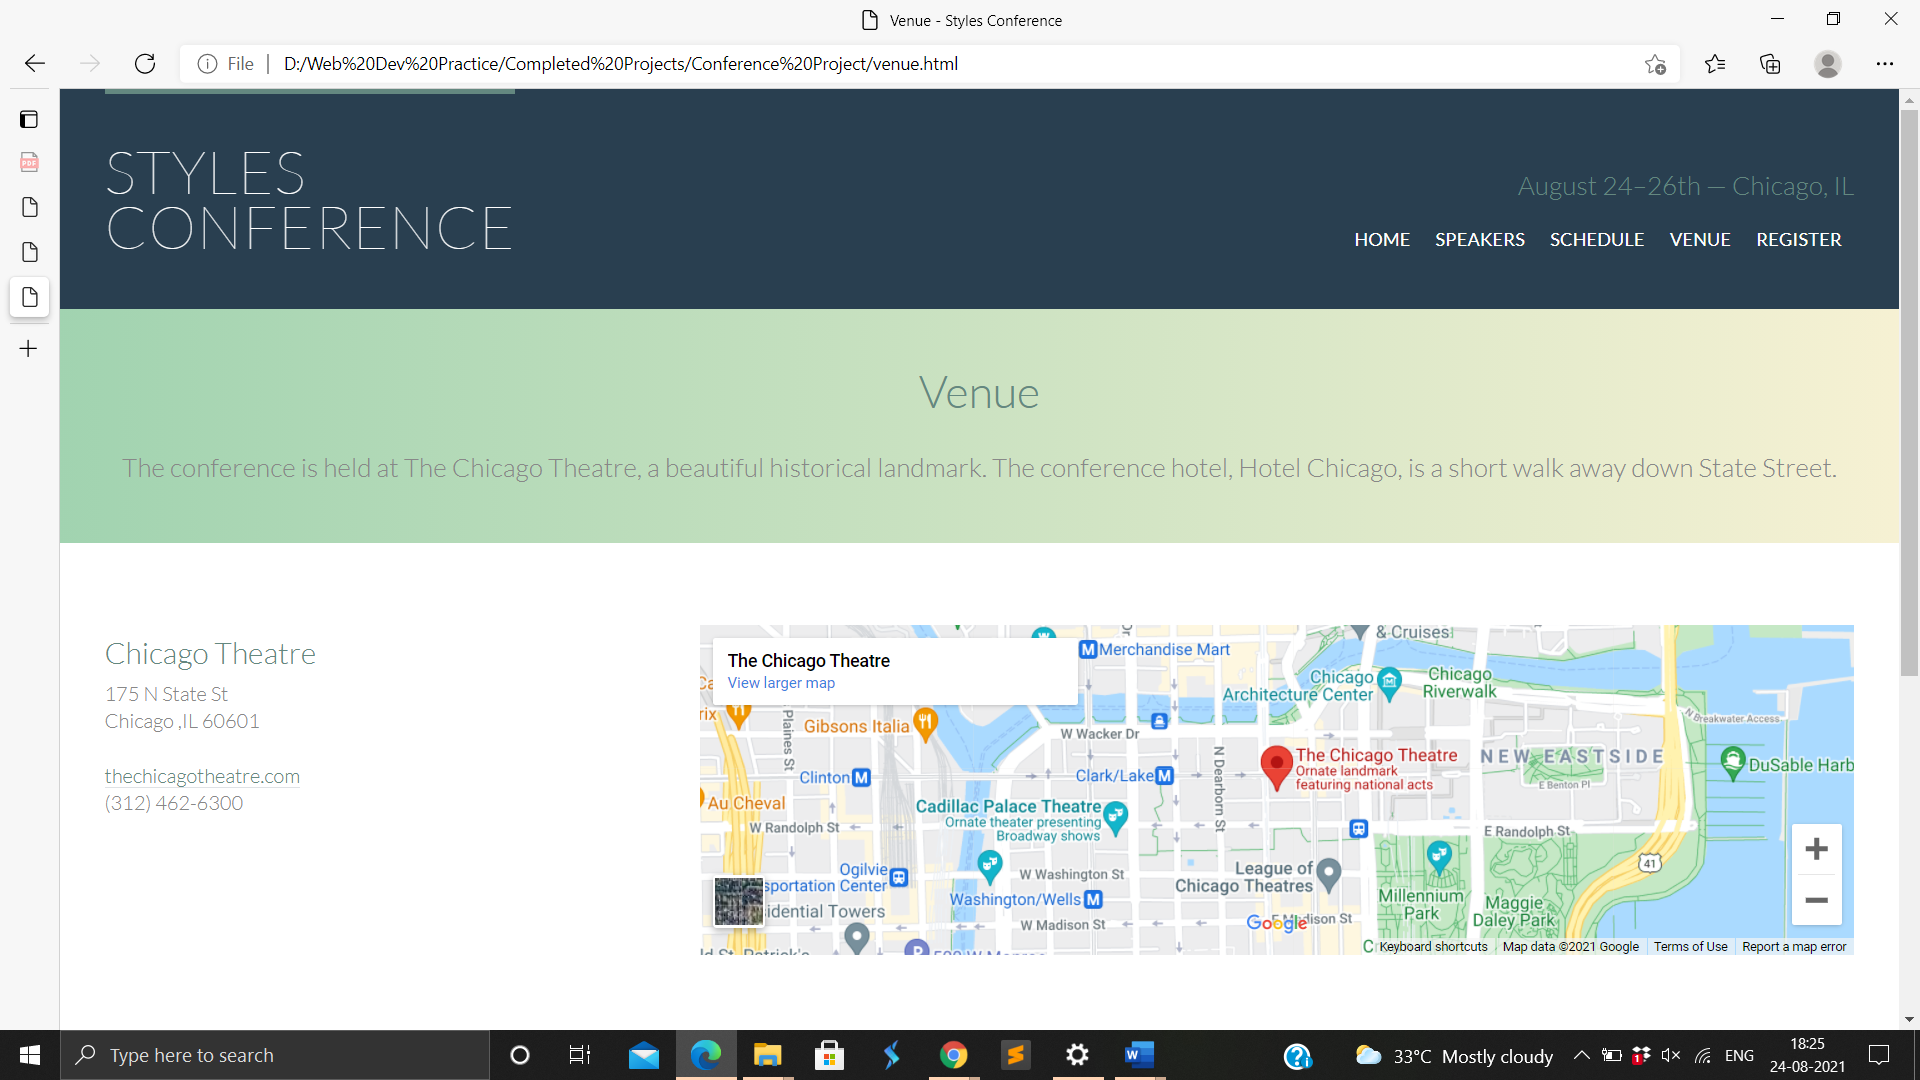 Venue - Styles Conference
File
D:/Web%20Dev%20Practice/Completed%20Projects/Conference%20Project/venue.html
PDF
STYLES
CONFERENCE
August 24–26th — Chicago, IL
HOME SPEAKERS SCHEDULE VENUE REGISTER
Venue
The conference is held at The Chicago Theatre, a beautiful historical landmark. The conference hotel, Hotel Chicago, is a short walk away down State Street.
Chicago Theatre
175 N State St
Chicago ,IL 60601
thechicagotheatre.com
(312) 462-6300
The Chicago Theatre
View larger map
Merchandise Mart
& Cruises
Chicago
Architecture Center
Chicago
Riverwalk
N Breakwater Access
Gibsons Italia
Plaines St
W Wacker Dr
N Dearborn St
The Chicago Theatre
Ornate landmark
featuring national acts
NEW EASTSIDE
DuSable Harb
E Benton Pl
Clinton
Clark/Lake
Au Cheval
Cadillac Palace Theatre
Ornate theater presenting
Broadway shows
W Randolph St
E Randolph St
41
Ogilvie
sportation Center
W Washington St
League of
Chicago Theatres
Washington/Wells
Millennium
Park
Maggie
Daley Park
idential Towers
W Madison St
Google
Keyboard shortcuts Map data ©2021 Google Terms of Use Report a map error
Type here to search
33°C Mostly cloudy
ENG
18:25
24-08-2021